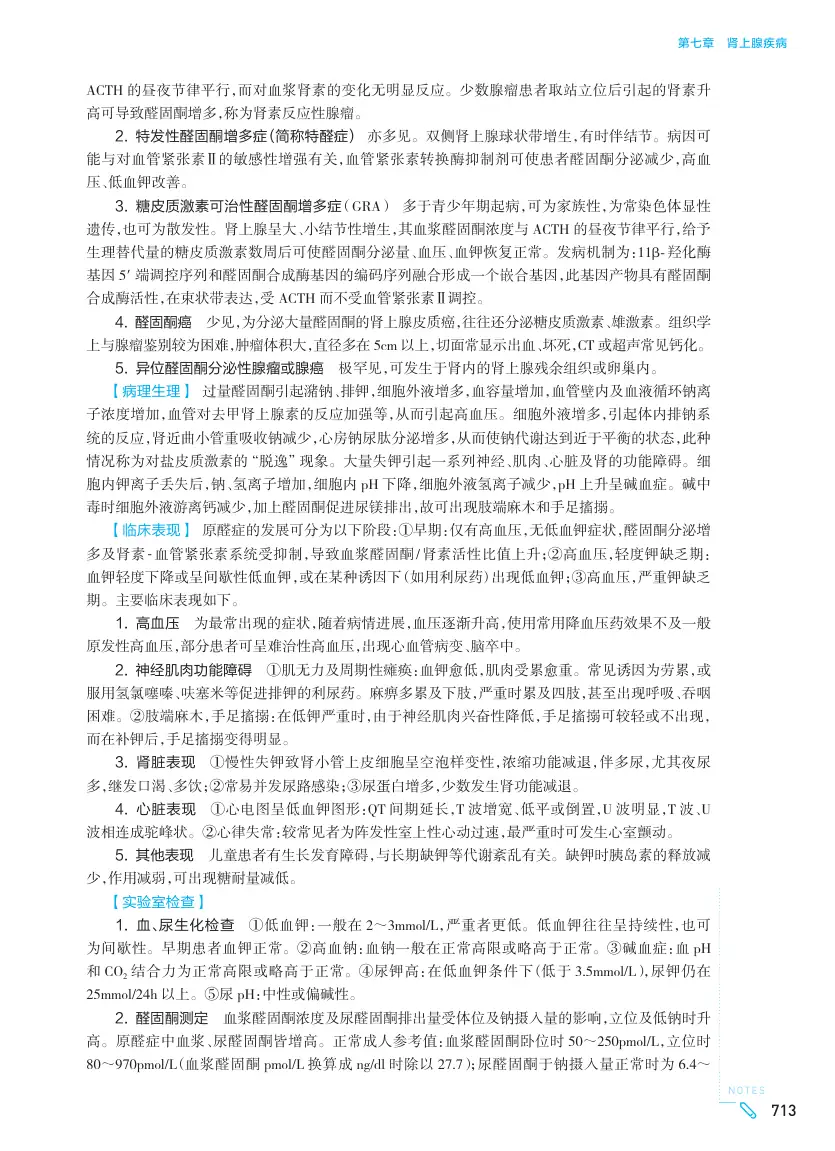 第七章　肾上腺疾病
ACTH 的昼夜节律平行，而对血浆肾素的变化无明显反应。少数腺瘤患者取站立位后引起的肾素升
高可导致醛固酮增多，称为肾素反应性腺瘤。
2. 特发性醛固酮增多症（简称特醛症）　亦多见。双侧肾上腺球状带增生，有时伴结节。病因可
能与对血管紧张素Ⅱ的敏感性增强有关，血管紧张素转换酶抑制剂可使患者醛固酮分泌减少，高血
压、低血钾改善。
3. 糖皮质激素可治性醛固酮增多症（GRA）　多于青少年期起病，可为家族性，为常染色体显性
遗传，也可为散发性。肾上腺呈大、小结节性增生，其血浆醛固酮浓度与 ACTH 的昼夜节律平行，给予
生理替代量的糖皮质激素数周后可使醛固酮分泌量、血压、血钾恢复正常。发病机制为：11β-羟化酶
基因 5′ 端调控序列和醛固酮合成酶基因的编码序列融合形成一个嵌合基因，此基因产物具有醛固酮
合成酶活性，在束状带表达，受 ACTH 而不受血管紧张素Ⅱ调控。
4. 醛固酮癌　少见，为分泌大量醛固酮的肾上腺皮质癌，往往还分泌糖皮质激素、雄激素。组织学
上与腺瘤鉴别较为困难，肿瘤体积大，直径多在 5cm 以上，切面常显示出血、坏死，CT 或超声常见钙化。
5. 异位醛固酮分泌性腺瘤或腺癌　极罕见，可发生于肾内的肾上腺残余组织或卵巢内。
【病理生理】　过量醛固酮引起潴钠、排钾，细胞外液增多，血容量增加，血管壁内及血液循环钠离
子浓度增加，血管对去甲肾上腺素的反应加强等，从而引起高血压。细胞外液增多，引起体内排钠系
统的反应，肾近曲小管重吸收钠减少，心房钠尿肽分泌增多，从而使钠代谢达到近于平衡的状态，此种
情况称为对盐皮质激素的“脱逸”现象。大量失钾引起一系列神经、肌肉、心脏及肾的功能障碍。细
胞内钾离子丢失后，钠、氢离子增加，细胞内 pH 下降，细胞外液氢离子减少，pH 上升呈碱血症。碱中
毒时细胞外液游离钙减少，加上醛固酮促进尿镁排出，故可出现肢端麻木和手足搐搦。
【临床表现】　原醛症的发展可分为以下阶段：①早期：仅有高血压，无低血钾症状，醛固酮分泌增
多及肾素-血管紧张素系统受抑制，导致血浆醛固酮/肾素活性比值上升；②高血压，轻度钾缺乏期：
血钾轻度下降或呈间歇性低血钾，或在某种诱因下（如用利尿药）出现低血钾；③高血压，严重钾缺乏
期。主要临床表现如下。
1. 高血压　为最常出现的症状，随着病情进展，血压逐渐升高，使用常用降血压药效果不及一般
原发性高血压，部分患者可呈难治性高血压，出现心血管病变、脑卒中。
2. 神经肌肉功能障碍　①肌无力及周期性瘫痪：血钾愈低，肌肉受累愈重。常见诱因为劳累，或
服用氢氯噻嗪、呋塞米等促进排钾的利尿药。麻痹多累及下肢，严重时累及四肢，甚至出现呼吸、吞咽
困难。②肢端麻木，手足搐搦：在低钾严重时，由于神经肌肉兴奋性降低，手足搐搦可较轻或不出现，
而在补钾后，手足搐搦变得明显。
3. 肾脏表现　①慢性失钾致肾小管上皮细胞呈空泡样变性，浓缩功能减退，伴多尿，尤其夜尿
多，继发口渴、多饮；②常易并发尿路感染；③尿蛋白增多，少数发生肾功能减退。
4. 心脏表现　①心电图呈低血钾图形：QT 间期延长，T 波增宽、低平或倒置，U 波明显，T 波、U
波相连成驼峰状。②心律失常：较常见者为阵发性室上性心动过速，最严重时可发生心室颤动。
5. 其他表现　儿童患者有生长发育障碍，与长期缺钾等代谢紊乱有关。缺钾时胰岛素的释放减
少，作用减弱，可出现糖耐量减低。
【实验室检查】
1. 血、尿生化检查　①低血钾：一般在 2～3mmol/L，严重者更低。低血钾往往呈持续性，也可
为间歇性。早期患者血钾正常。②高血钠：血钠一般在正常高限或略高于正常。③碱血症：血 pH
和 CO₂ 结合力为正常高限或略高于正常。④尿钾高：在低血钾条件下（低于 3.5mmol/L），尿钾仍在
25mmol/24h 以上。⑤尿 pH：中性或偏碱性。
2. 醛固酮测定　血浆醛固酮浓度及尿醛固酮排出量受体位及钠摄入量的影响，立位及低钠时升
高。原醛症中血浆、尿醛固酮皆增高。正常成人参考值：血浆醛固酮卧位时 50～250pmol/L，立位时
80～970pmol/L（血浆醛固酮 pmol/L 换算成 ng/dl 时除以 27.7）；尿醛固酮于钠摄入量正常时为 6.4～
NOTES
713